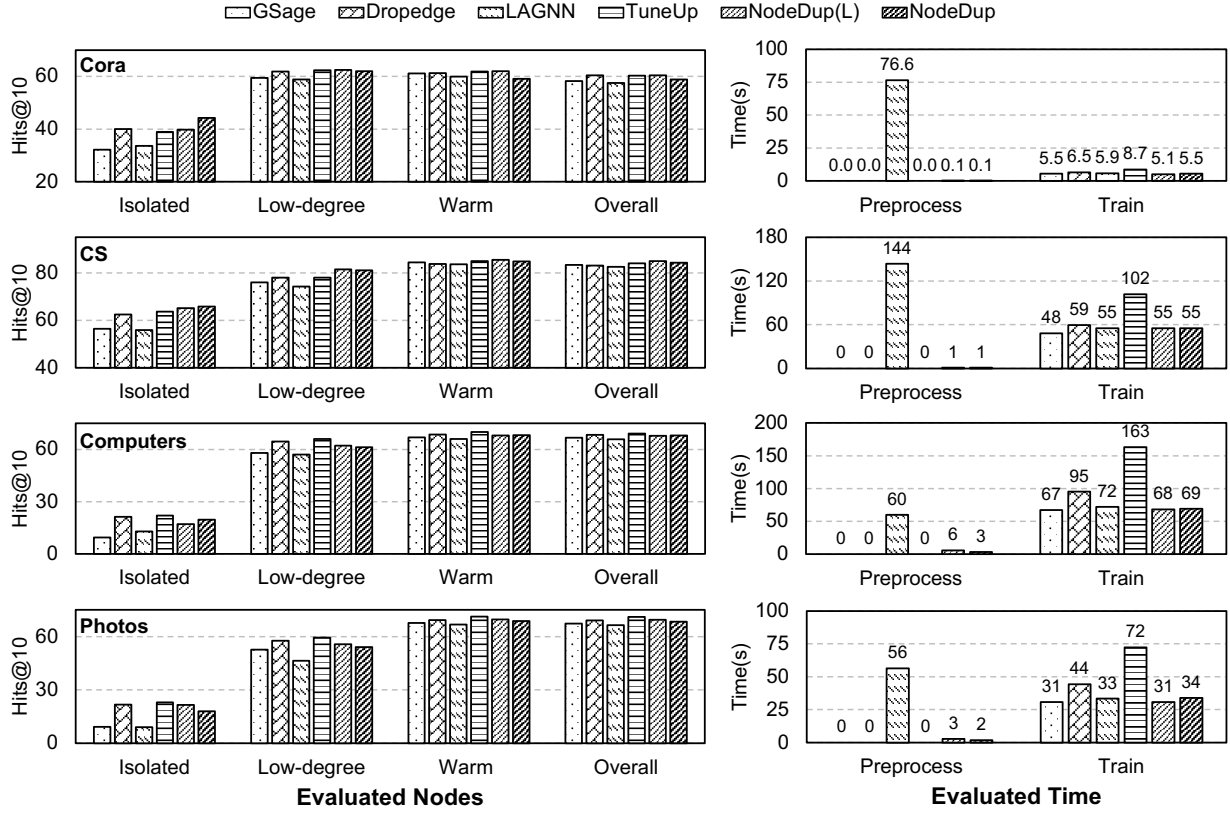 GSage Dropedge LAGNN TuneUp NodeDup(L) NodeDup
Cora
Hits@10
60
40
20
Isolated Low-degree Warm Overall
Time(s)
100
75
50
25
0
0.0 0.0 76.6 0.0 0.1 0.1
5.5 6.5 5.9 8.7 5.1 5.5
Preprocess Train
CS
Hits@10
80
60
40
Isolated Low-degree Warm Overall
Time(s)
180
120
60
0
0 0 144 0 1 1
48 59 55 102 55 55
Preprocess Train
Computers
Hits@10
60
30
0
Isolated Low-degree Warm Overall
Time(s)
200
150
100
50
0
0 0 60 0 6 3
67 95 72 163 68 69
Preprocess Train
Photos
Hits@10
60
30
0
Isolated Low-degree Warm Overall
Evaluated Nodes
Time(s)
100
75
50
25
0
0 0 56 0 3 2
31 44 33 72 31 34
Preprocess Train
Evaluated Time